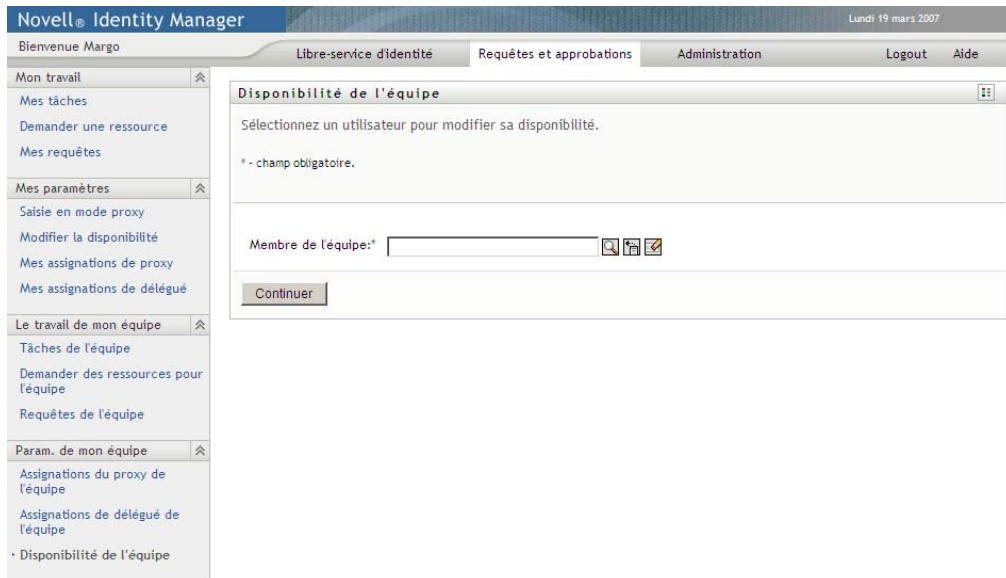 Novell® Identity Manager
Lundi 19 mars 2007
Bienvenue Margo
Libre-service d'identité
Requêtes et approbations
Administration
Logout
Aide
Mon travail
Mes tâches
Demander une ressource
Mes requêtes
Mes paramètres
Saisie en mode proxy
Modifier la disponibilité
Mes assignations de proxy
Mes assignations de délégué
Le travail de mon équipe
Tâches de l'équipe
Demander des ressources pour
l'équipe
Requêtes de l'équipe
Param. de mon équipe
Assignations du proxy de
l'équipe
Assignations de délégué de
l'équipe
· Disponibilité de l'équipe
Disponibilité de l'équipe
Sélectionnez un utilisateur pour modifier sa disponibilité.
* - champ obligatoire.
Membre de l'équipe:*
Continuer